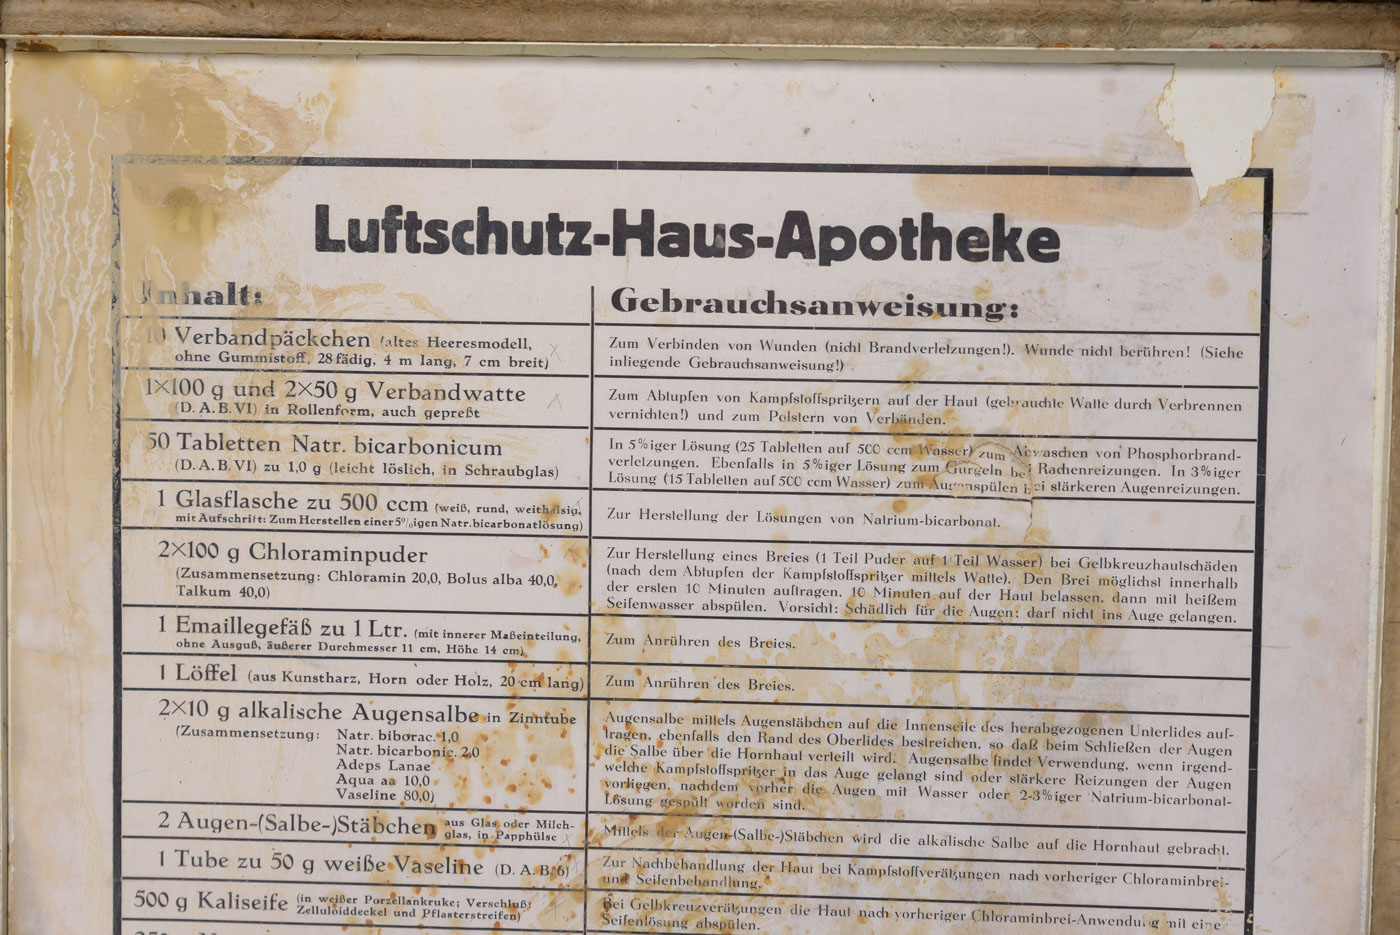 Luftschutz-Haus-Apotheke
Inhalt:
Gebrauchsanweisung:
10 Verbandpäckchen (altes Heeresmodell,
ohne Gummistoff, 28fädig, 4 m lang, 7 cm breit)
Zum Verbinden von Wunden (nicht Brandverletzungen!). Wunde nicht berühren! (Siehe
inliegende Gebrauchsanweisung!)
1×100 g und 2×50 g Verbandwatte
(D. A. B. VI) in Rollenform, auch gepreßt
Zum Abtupfen von Kampfstoffspritzern auf der Haut (gebrauchte Watte durch Verbrennen
vernichten!) und zum Polstern von Verbänden.
50 Tabletten Natr. bicarbonicum
(D. A. B. VI) zu 1,0 g (leicht löslich, in Schraubglas)
In 5%iger Lösung (25 Tabletten auf 500 ccm Wasser) zum Abwaschen von Phosphorbrand-
verletzungen. Ebenfalls in 5%iger Lösung zum Gurgeln bei Rachenreizungen. In 3%iger
Lösung (15 Tabletten auf 500 ccm Wasser) zum Augenspülen bei stärkeren Augenreizungen.
1 Glasflasche zu 500 ccm (weiß, rund, weithalsig,
mit Aufschrift: Zum Herstellen einer 5%igen Natr. bicarbonatlösung)
Zur Herstellung der Lösungen von Natrium-bicarbonat.
2×100 g Chloraminpuder
(Zusammensetzung: Chloramin 20,0, Bolus alba 40,0,
Talkum 40,0)
Zur Herstellung eines Breies (1 Teil Puder auf 1 Teil Wasser) bei Gelbkreuzhautschäden
(nach dem Abtupfen der Kampfstoffspritzer mittels Watte). Den Brei möglichst innerhalb
der ersten 10 Minuten auftragen, 10 Minuten auf der Haut belassen, dann mit heißem
Seifenwasser abspülen. Vorsicht: Schädlich für die Augen; darf nicht ins Auge gelangen.
1 Emaillegefäß zu 1 Ltr. (mit innerer Maßeinteilung,
ohne Ausguß, äußerer Durchmesser 11 cm, Höhe 14 cm)
Zum Anrühren des Breies.
1 Löffel (aus Kunstharz, Horn oder Holz, 20 cm lang)
Zum Anrühren des Breies.
2×10 g alkalische Augensalbe in Zinntube
(Zusammensetzung: Natr. biborac. 1,0
Natr. bicarbonic. 2,0
Adeps Lanae
Aqua aa 10,0
Vaseline 80,0)
Augensalbe mittels Augenstäbchen auf die Innenseite des herabgezogenen Unterlides auf-
tragen, ebenfalls den Rand des Oberlides bestreichen, so daß beim Schließen der Augen
die Salbe über die Hornhaut verteilt wird. Augensalbe findet Verwendung, wenn irgend-
welche Kampfstoffspritzer in das Auge gelangt sind oder stärkere Reizungen der Augen
vorliegen, nachdem vorher die Augen mit Wasser oder 2-3%iger Natrium-bicarbonat-
Lösung gespült worden sind.
2 Augen-(Salbe-)Stäbchen aus Glas oder Milch-
glas, in Papphülse
Mittels der Augen-(Salbe-)Stäbchen wird die alkalische Salbe auf die Hornhaut gebracht.
1 Tube zu 50 g weiße Vaseline (D. A. B. 6)
Zur Nachbehandlung der Haut bei Kampfstoffverätzungen nach vorheriger Chloraminbrei-
und Seifenbehandlung.
500 g Kaliseife (in weißer Porzellankruke; Verschluß:
Zelluloiddeckel und Pflasterstreifen)
Bei Gelbkreuzverätzungen die Haut nach vorheriger Chloraminbrei-Anwendung mit einer
Seifenlösung abspülen.